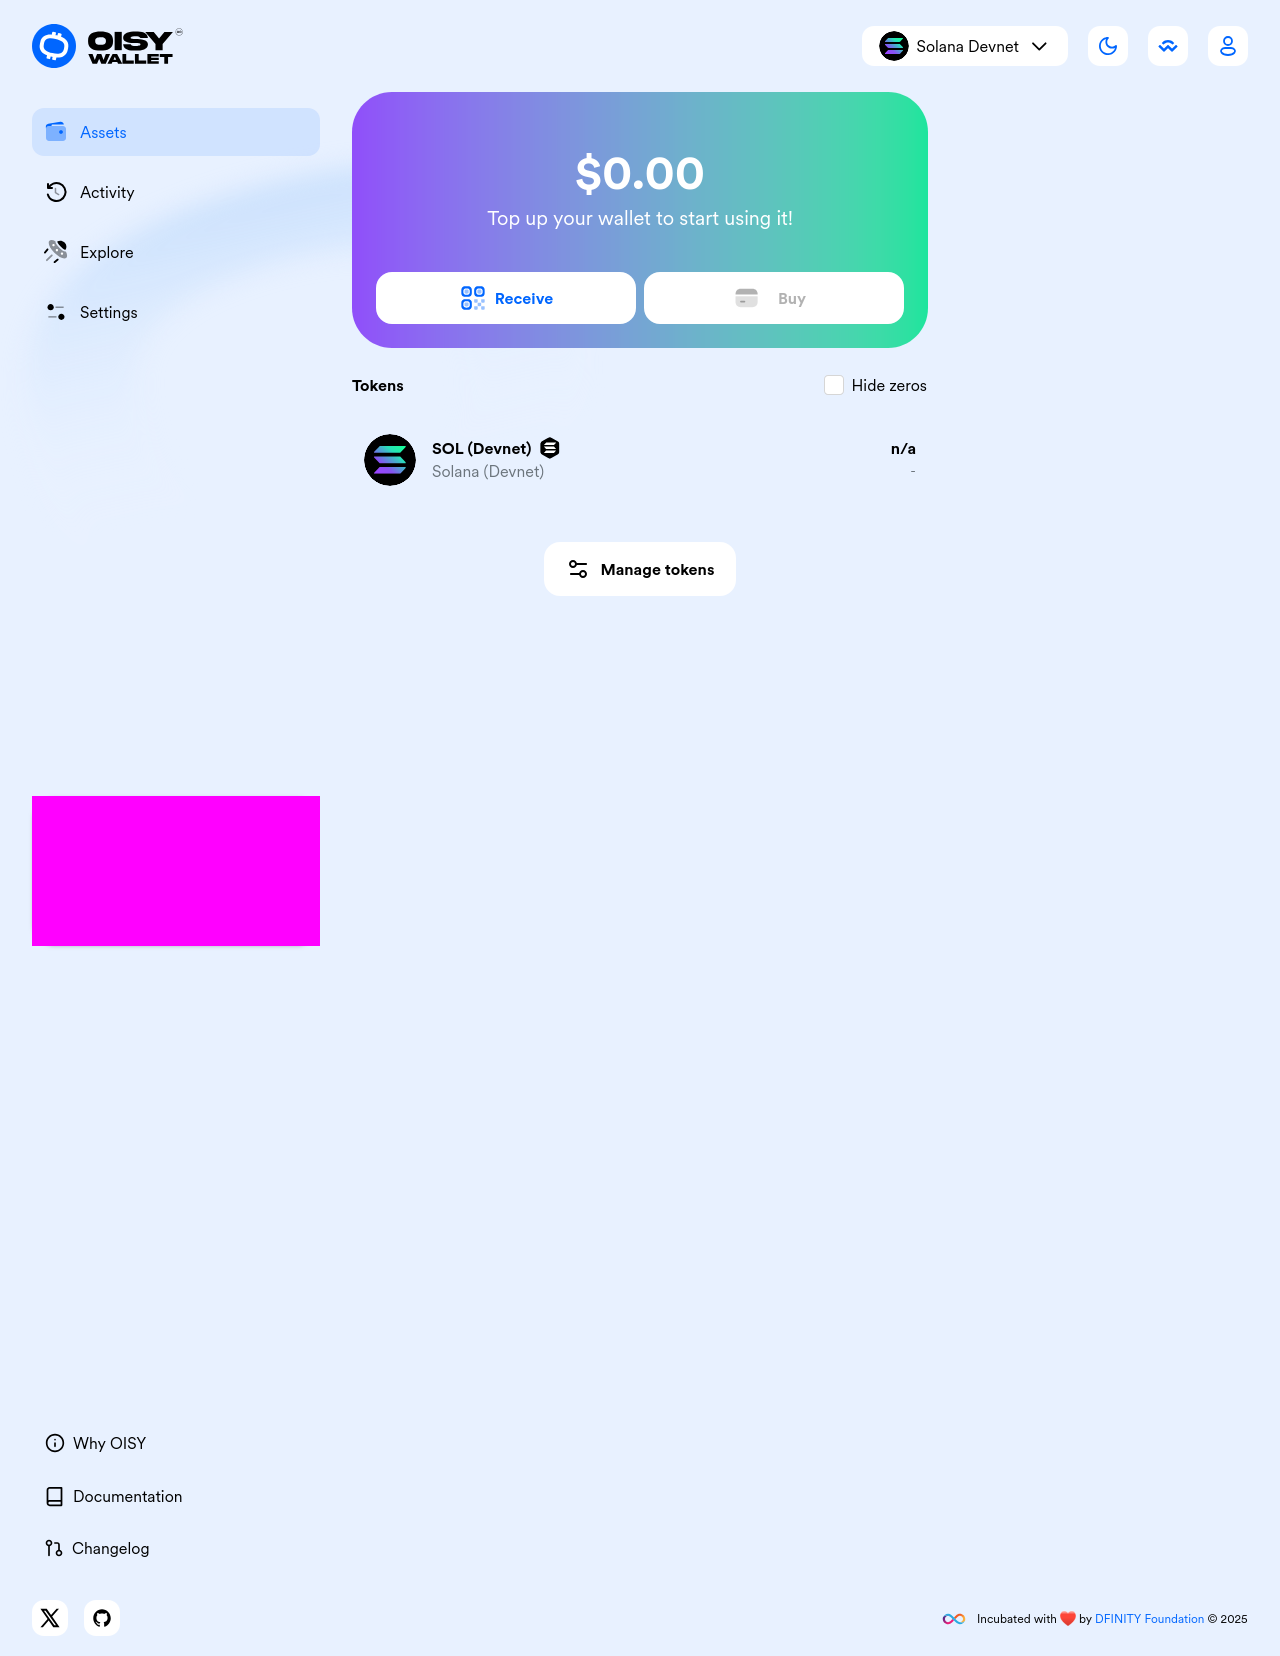 OISY
WALLET
Solana Devnet
Assets
Activity
Explore
Settings
$0.00
Top up your wallet to start using it!
Receive
Buy
Tokens
Hide zeros
SOL (Devnet)
n/a
Solana (Devnet)
-
Manage tokens
Why OISY
Documentation
Changelog
Incubated with ❤️ by DFINITY Foundation © 2025